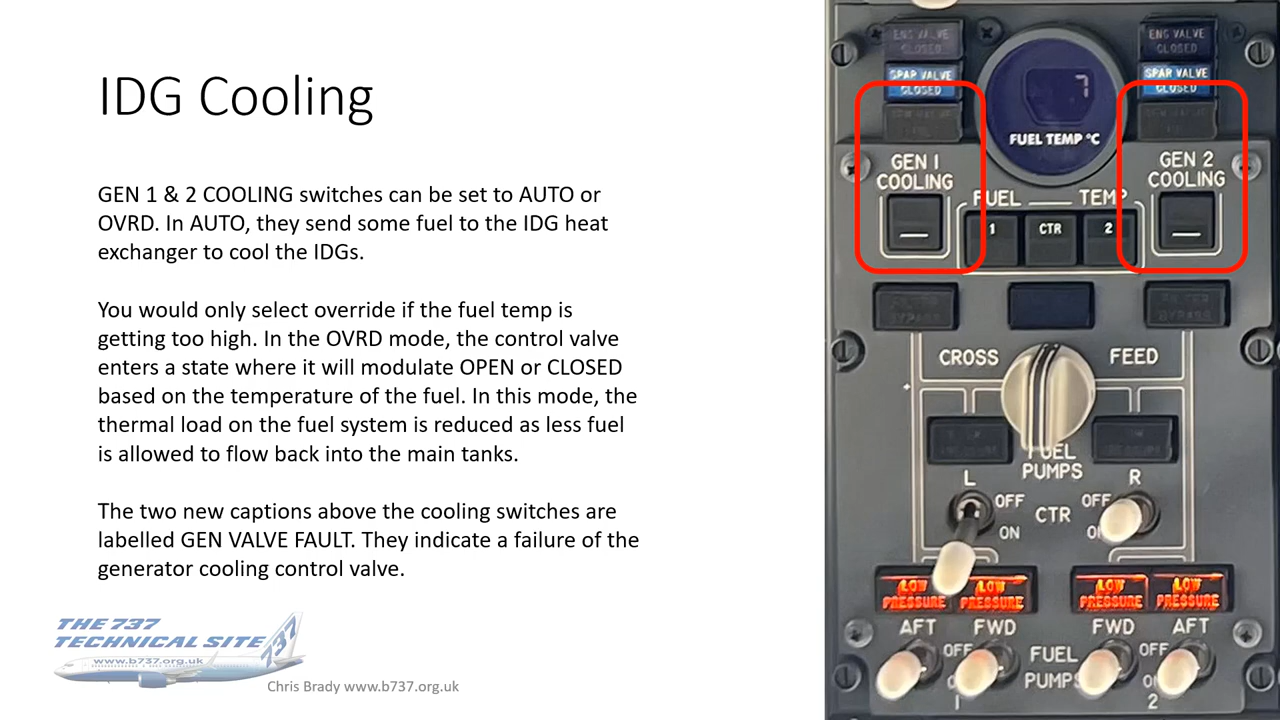 IDG Cooling
GEN 1 & 2 COOLING switches can be set to AUTO or
OVRD. In AUTO, they send some fuel to the IDG heat
exchanger to cool the IDGs.
You would only select override if the fuel temp is
getting too high. In the OVRD mode, the control valve
enters a state where it will modulate OPEN or CLOSED
based on the temperature of the fuel. In this mode, the
thermal load on the fuel system is reduced as less fuel
is allowed to flow back into the main tanks.
The two new captions above the cooling switches are
labelled GEN VALVE FAULT. They indicate a failure of the
generator cooling control valve.
THE 737
TECHNICAL SITE
737
www.b737.org.uk
Chris Brady www.b737.org.uk
ENG VALVE
CLOSED
ENG VALVE
CLOSED
SPAR VALVE
CLOSED
7
SPAR VALVE
CLOSED
FUEL TEMP °C
GEN 1
COOLING
GEN 2
COOLING
FUEL TEMP
1 CTR 2
FILTER
BYPASS
FILTER
BYPASS
CROSS FEED
FUEL
PUMPS
L R
OFF OFF
CTR
ON
LOW
PRESSURE
LOW
PRESSURE
LOW
PRESSURE
LOW
PRESSURE
AFT FWD FWD AFT
OFF FUEL OFF
PUMPS
1 2